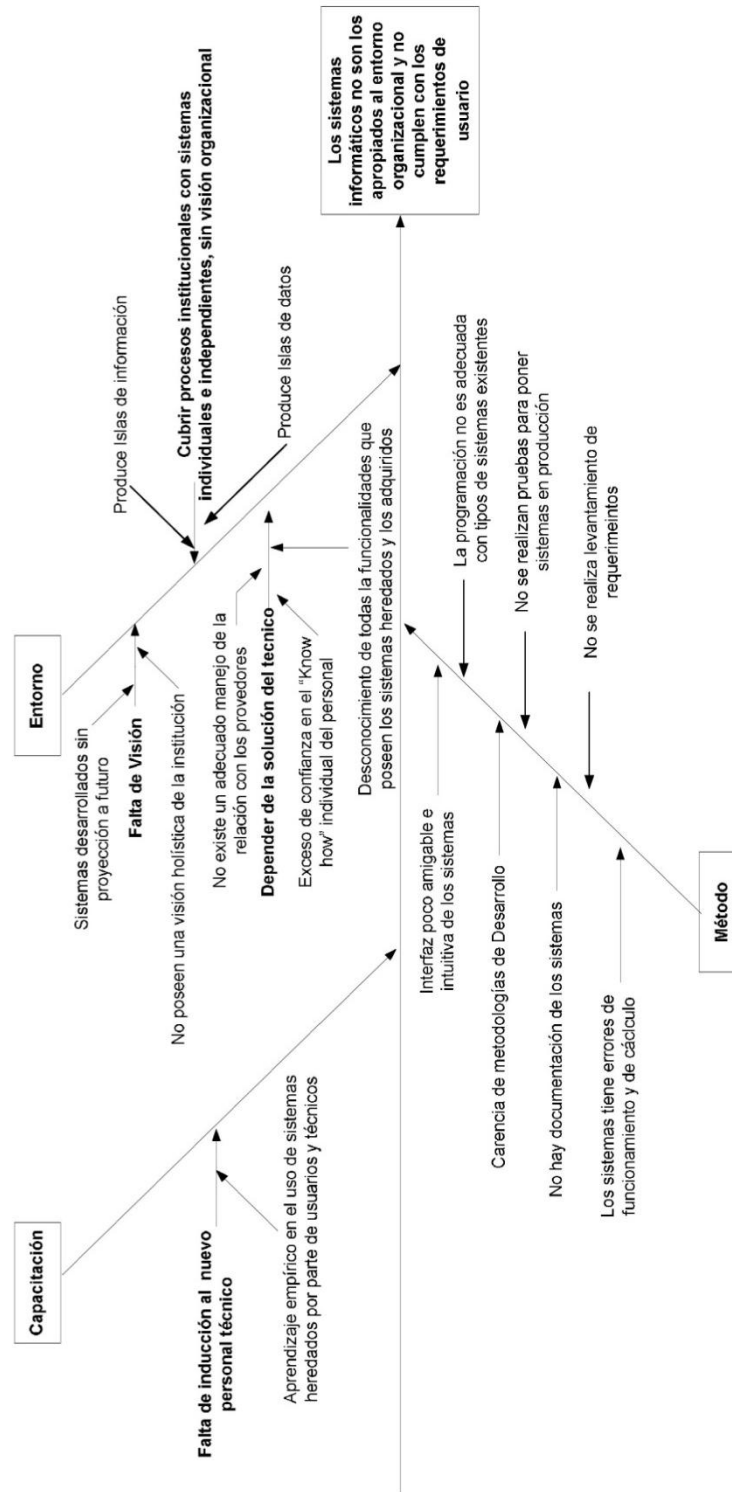 Capacitación
Falta de inducción al nuevo
personal técnico
Aprendizaje empírico en el uso de sistemas
heredados por parte de usuarios y técnicos
Entorno
Sistemas desarrollados sin
proyección a futuro
Falta de Visión
No poseen una visión holística de la institución
Produce Islas de información
Cubrir procesos institucionales con sistemas
individuales e independientes, sin visión organizacional
Produce Islas de datos
No existe un adecuado manejo de la
relación con los provedores
Depender de la solución del tecnico
Exceso de confianza en el "Know
how" individual del personal
Desconocimiento de todas la funcionalidades que
poseen los sistemas heredados y los adquiridos
Los sistemas
informáticos no son los
apropiados al entorno
organizacional y no
cumplen con los
requerimientos de
usuario
Interfaz poco amigable e
intuitiva de los sistemas
La programación no es adecuada
con tipos de sistemas existentes
Carencia de metodologías de Desarrollo
No se realizan pruebas para poner
sistemas en producción
No hay documentación de los sistemas
No se realiza levantamiento de
requerimeintos
Los sistemas tiene errores de
funcionamiento y de cáclculo
Método